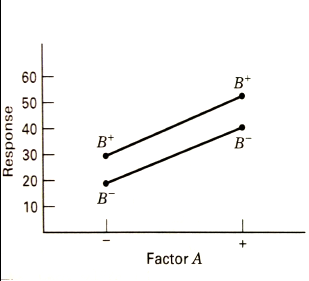 Response
60
50
40
30
20
10
B+
B−
B+
B−
−
+
Factor A